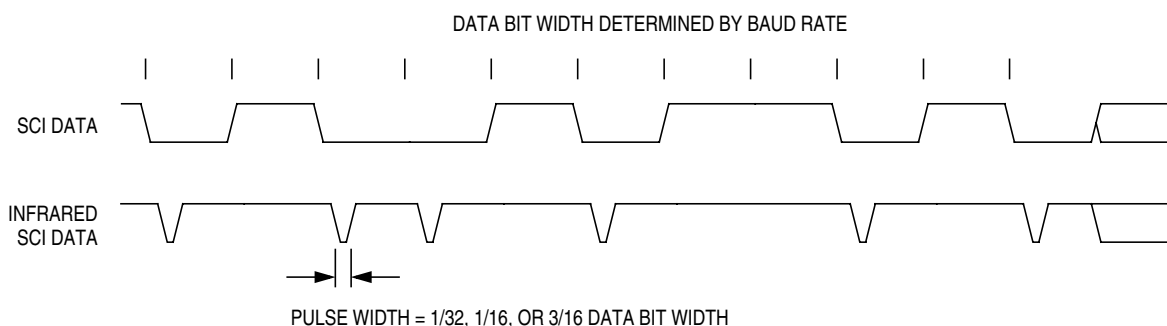 DATA BIT WIDTH DETERMINED BY BAUD RATE
SCI DATA
INFRARED
SCI DATA
PULSE WIDTH = 1/32, 1/16, OR 3/16 DATA BIT WIDTH